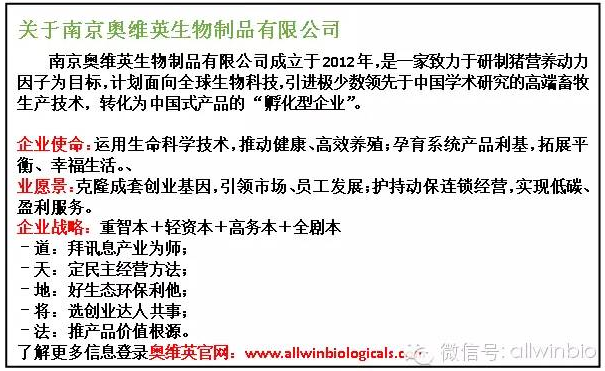 关于南京奥维英生物制品有限公司
南京奥维英生物制品有限公司成立于2012年,是一家致力于研制猪营养动力
因子为目标,计划面向全球生物科技,引进极少数领先于中国学术研究的高端畜牧
生产技术，转化为中国式产品的“孵化型企业”。
企业使命:运用生命科学技术,推动健康、高效养殖;孕育系统产品利基,拓展平
衡、幸福生活。、
业愿景:克隆成套创业基因,引领市场、员工发展;护持动保连锁经营,实现低碳、
盈利服务。
企业战略：重智本＋轻资本＋高务本＋全剧本
－道：拜讯息产业为师;
－天：定民主经营方法;
－地：好生态环保利他;
－将：选创业达人共事;
－法：推产品价值根源。
了解更多信息登录奥维英官网：www.allwinbiologicals.c
微信号: allwinbio